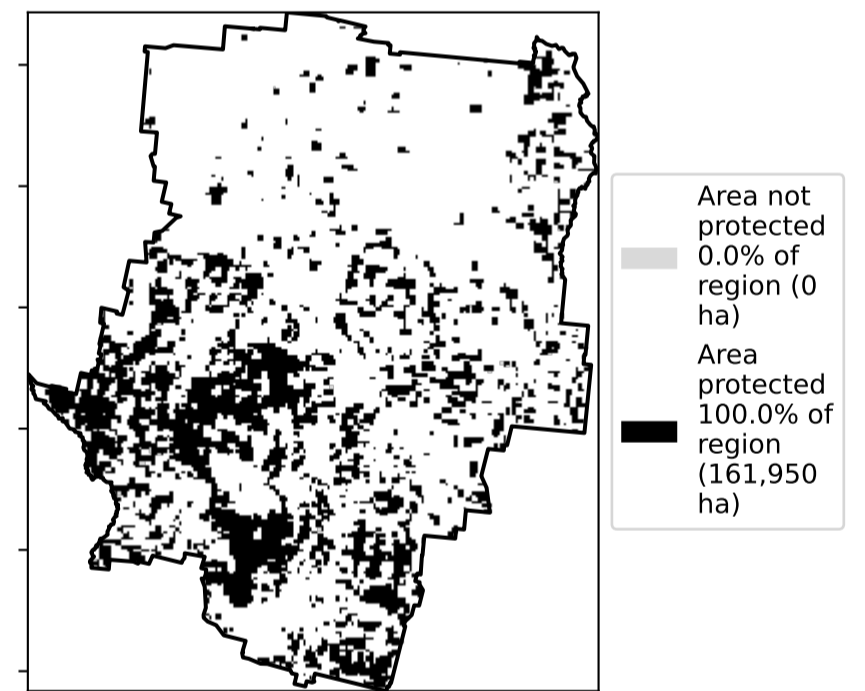 Area not
protected
0.0% of
region (0
ha)
Area
protected
100.0% of
region
(161,950
ha)